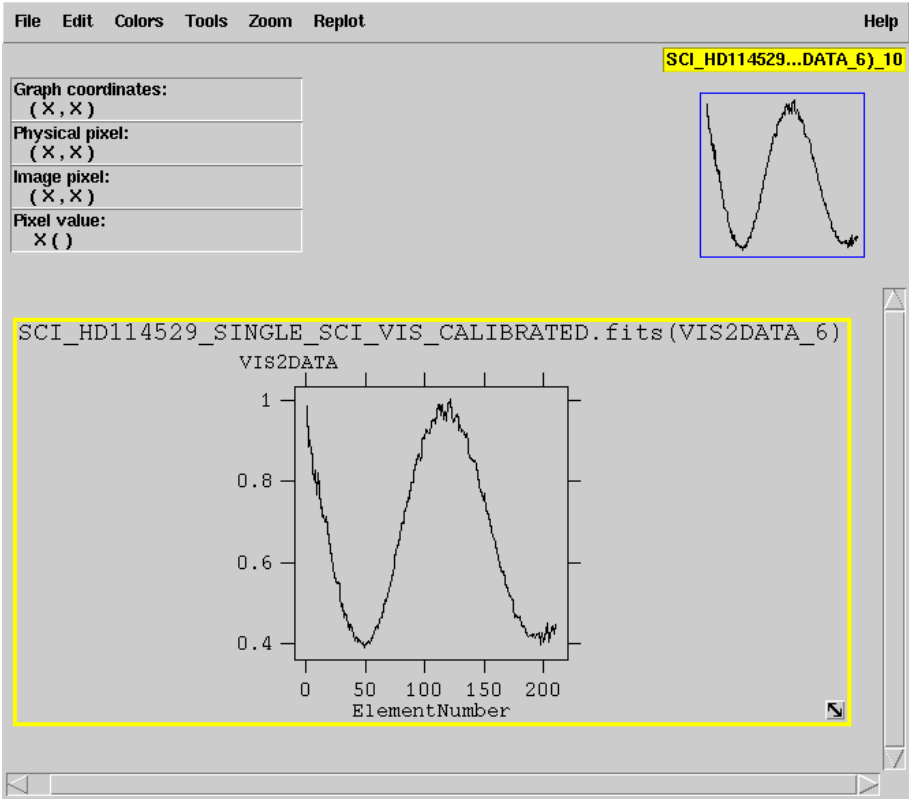 File Edit Colors Tools Zoom Replot Help
SCI_HD114529...DATA_6)_10
Graph coordinates:
(X,X)
Physical pixel:
(X,X)
Image pixel:
(X,X)
Pixel value:
X()
SCI_HD114529_SINGLE_SCI_VIS_CALIBRATED.fits(VIS2DATA_6)
VIS2DATA
1
0.8
0.6
0.4
0 50 100 150 200
ElementNumber